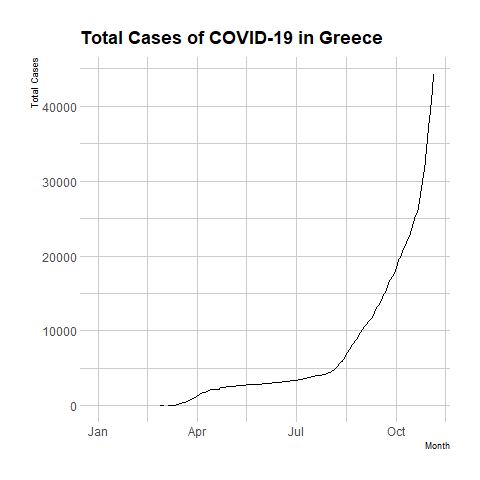 Total Cases of COVID-19 in Greece
Total Cases
40000
30000
20000
10000
0
Jan Apr Jul Oct
Month